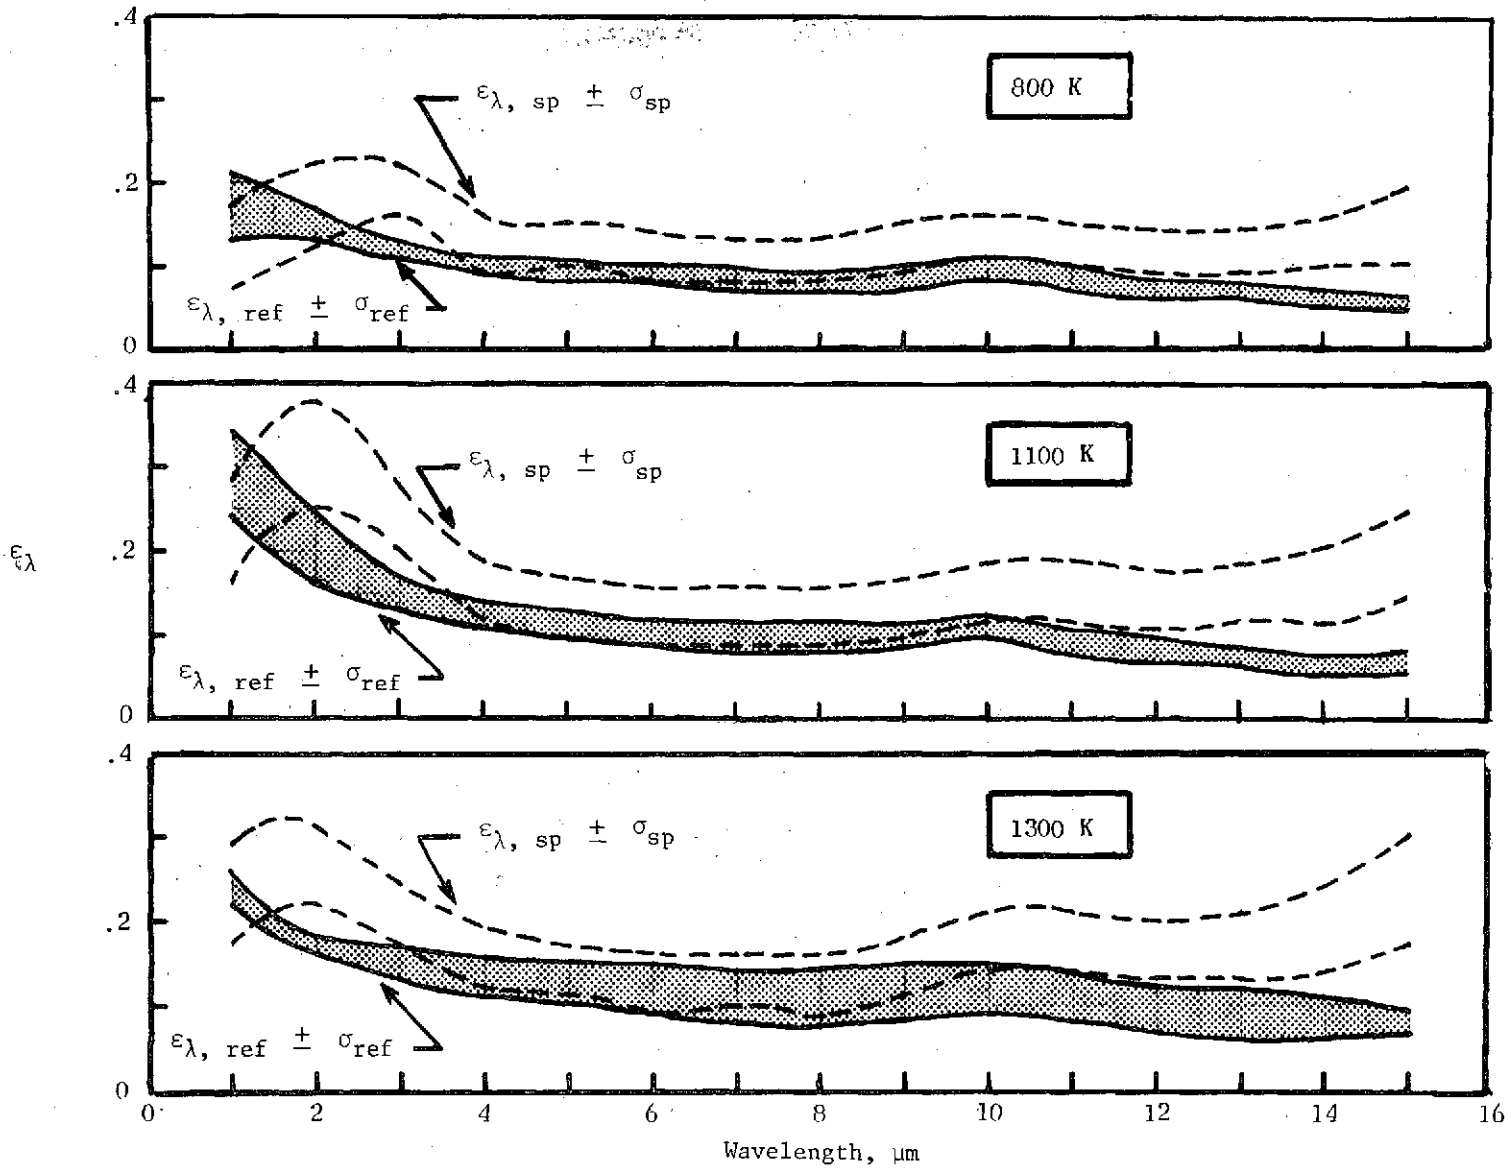 .4
800 K
ελ, sp ± σsp
.2
ελ, ref ± σref
0
.4
1100 K
ελ, sp ± σsp
.2
ελ
ελ, ref ± σref
0
.4
1300 K
ελ, sp ± σsp
.2
ελ, ref ± σref
0
0 2 4 6 8 10 12 14 16
Wavelength, μm